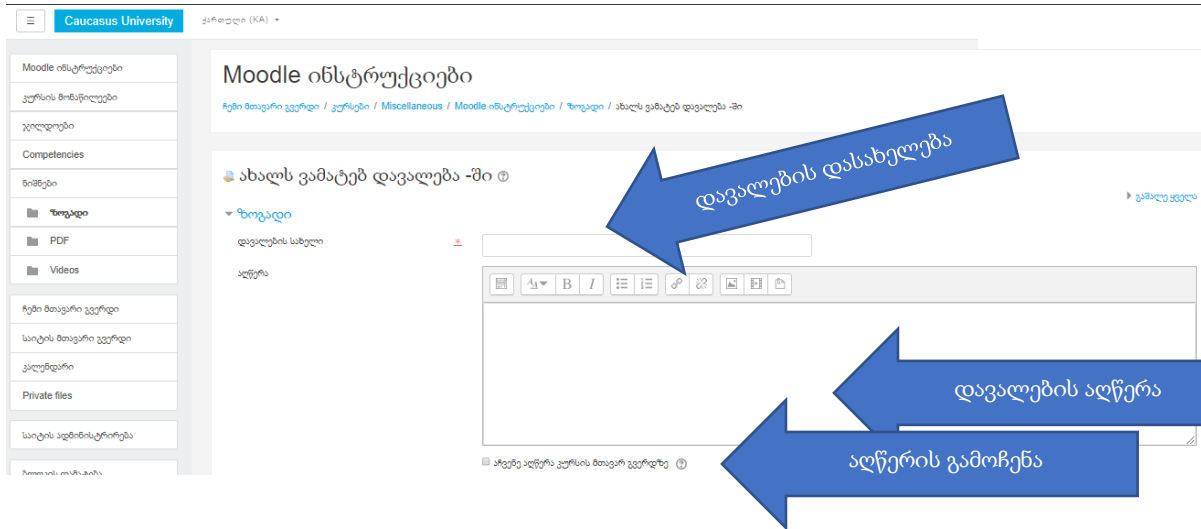 Caucasus University
ქართული (KA)
Moodle ინსტრუქციები
კურსის მონაწილეები
ჯილდოები
Competencies
ნიშნები
ზოგადი
PDF
Videos
ჩემი მთავარი გვერდი
საიტის მთავარი გვერდი
კალენდარი
Private files
საიტის ადმინისტრირება
ბლოკის დამატება
Moodle ინსტრუქციები
ჩემი მთავარი გვერდი / კურსები / Miscellaneous / Moodle ინსტრუქციები / ზოგადი / ახალს ვამატებ დავალება -ში
ახალს ვამატებ დავალება -ში
გაშალე ყველა
ზოგადი
დავალების სახელი
დავალების დასახელება
აღწერა
დავალების აღწერა
აჩვენე აღწერა კურსის მთავარ გვერდზე
აღწერის გამოჩენა